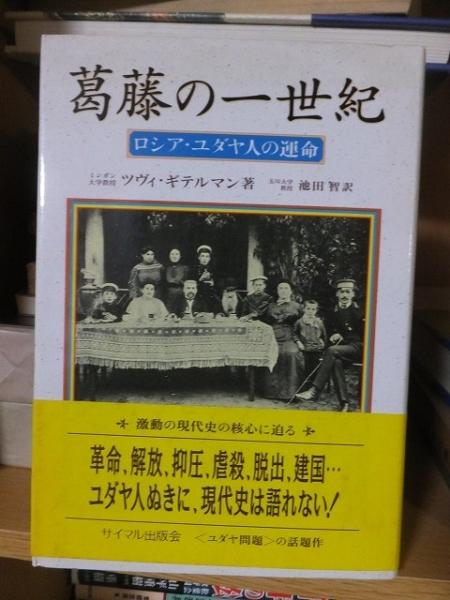 葛藤の一世紀
ロシア・ユダヤ人の運命
ミシガン大学教授 ツヴィ・ギテルマン著 玉川大学教授 池田 智訳
激動の現代史の核心に迫る
革命、解放、抑圧、虐殺、脱出、建国…
ユダヤ人ぬきに、現代史は語れない!
サイマル出版会 〈ユダヤ問題〉の話題作